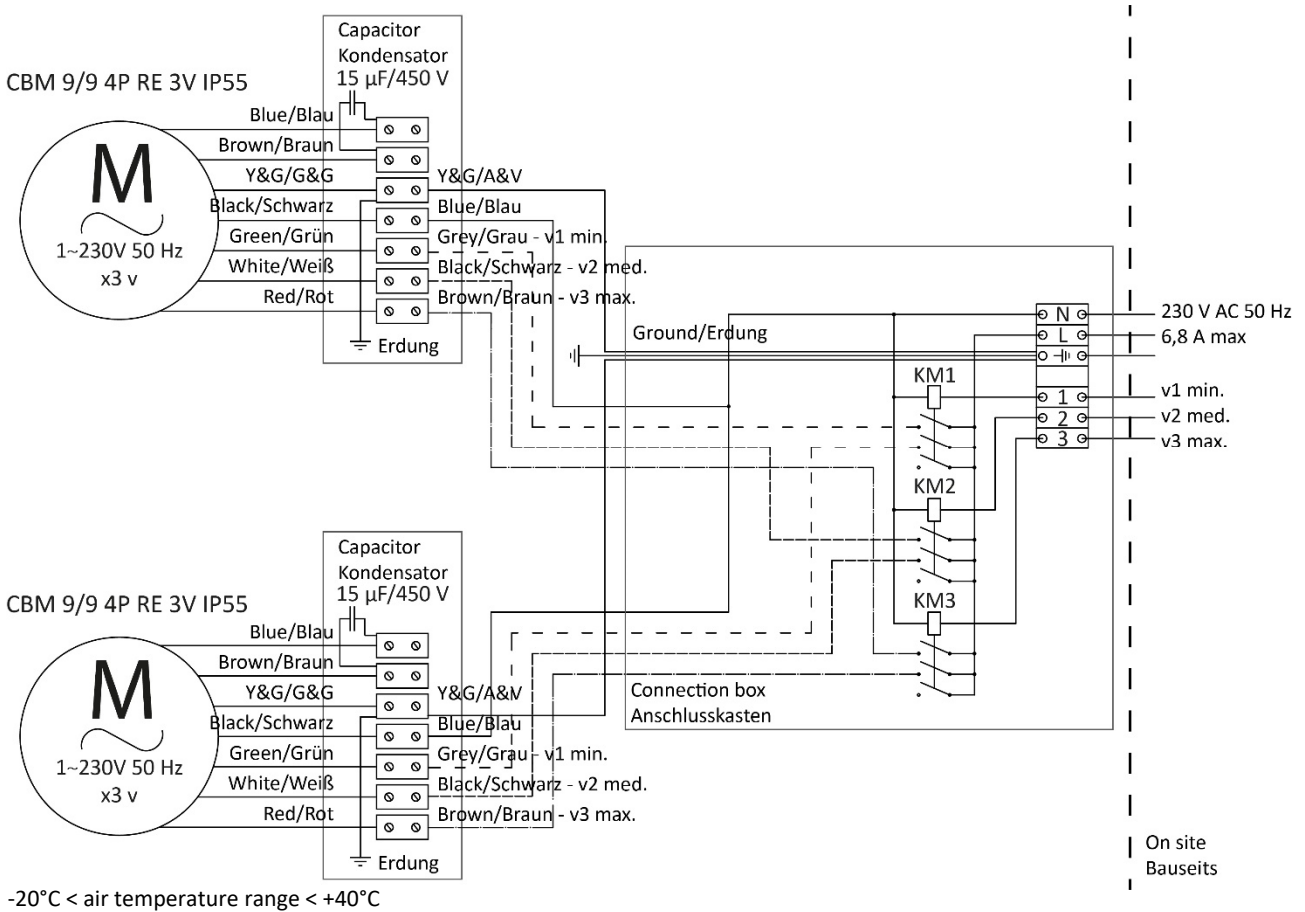 Capacitor
Kondensator
15 µF/450 V
CBM 9/9 4P RE 3V IP55
Blue/Blau
Brown/Braun
Y&G/G&G
Black/Schwarz
Green/Grün
White/Weiß
Red/Rot
M
1~230V 50 Hz
x3 v
Y&G/A&V
Blue/Blau
Grey/Grau - v1 min.
Black/Schwarz - v2 med.
Brown/Braun - v3 max.
Erdung
Ground/Erdung
N
L
1
2
3
230 V AC 50 Hz
6,8 A max
v1 min.
v2 med.
v3 max.
KM1
KM2
KM3
Connection box
Anschlusskasten
Capacitor
Kondensator
15 µF/450 V
CBM 9/9 4P RE 3V IP55
Blue/Blau
Brown/Braun
Y&G/G&G
Black/Schwarz
Green/Grün
White/Weiß
Red/Rot
M
1~230V 50 Hz
x3 v
Y&G/A&V
Blue/Blau
Grey/Grau - v1 min.
Black/Schwarz - v2 med.
Brown/Braun - v3 max.
Erdung
On site
Bauseits
-20°C < air temperature range < +40°C